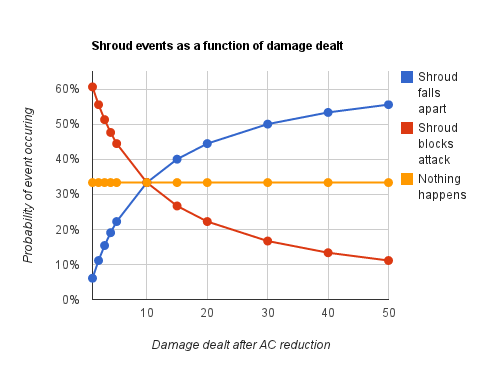 Shroud events as a function of damage dealt
Probability of event occuring
60%
50%
40%
30%
20%
10%
0%
10
20
30
40
50
Damage dealt after AC reduction
Shroud
falls
apart
Shroud
blocks
attack
Nothing
happens